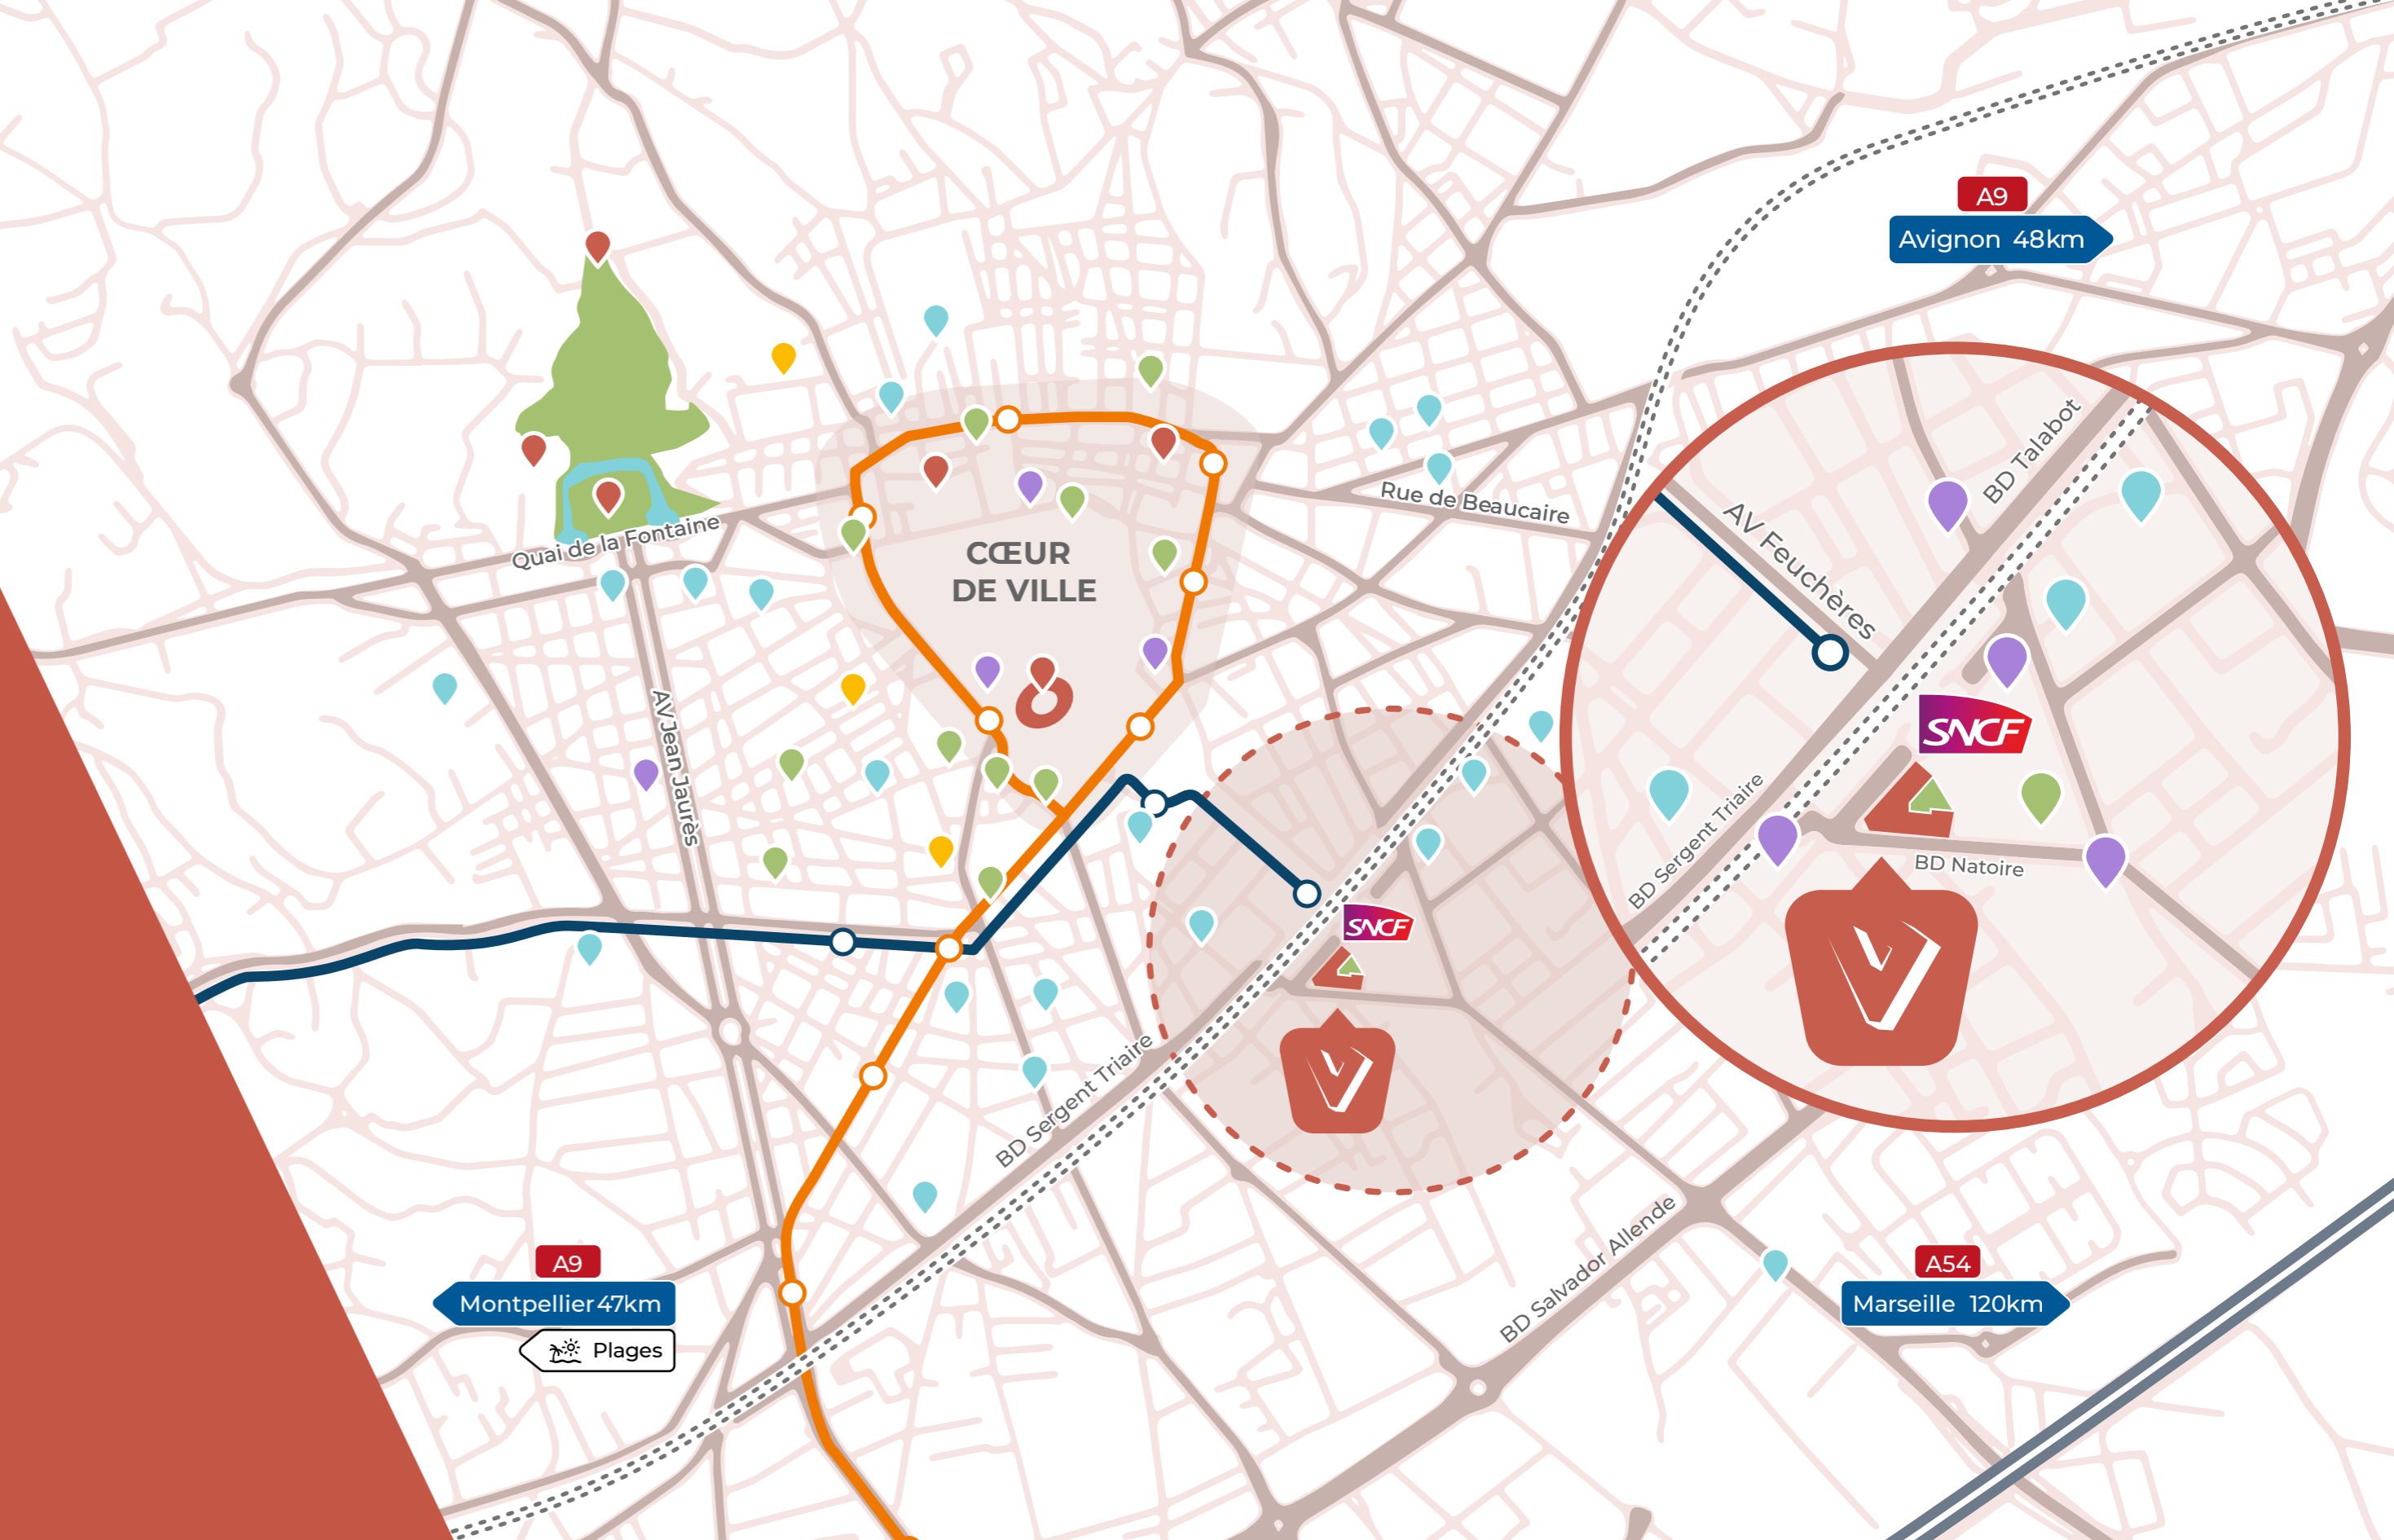 A9
Avignon 48km
BD Talabot
AV Feuchères
Rue de Beaucaire
Quai de la Fontaine
CŒUR
DE VILLE
SNCF
AV Jean Jaurès
BD Sergent Triaire
BD Natoire
SNCF
BD Sergent Triaire
BD Salvador Allende
A9
Montpellier 47km
Plages
A54
Marseille 120km